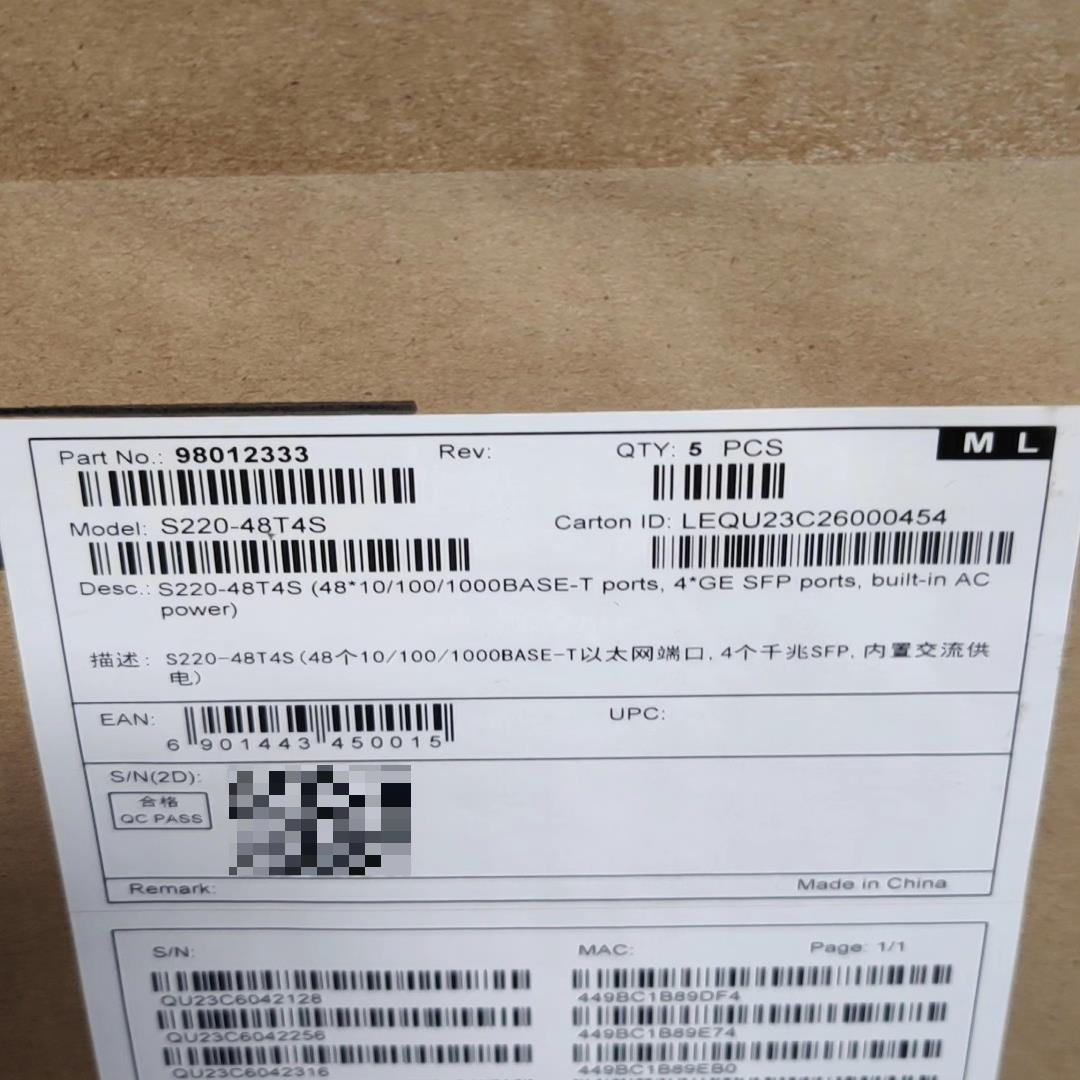 Part No.: 98012333 Rev: QTY: 5 PCS M L
Model: S220-48T4S Carton ID: LEQU23C26000454
Desc.: S220-48T4S (48*10/100/1000BASE-T ports, 4*GE SFP ports, built-in AC
power)
描述: S220-48T4S(48个10/100/1000BASE-T以太网端口,4个千兆SFP,内置交流供
电)
EAN: UPC:
6 901443 450015
S/N(2D):
合格
QC PASS
Remark: Made in China
S/N: MAC: Page: 1/1
QU23C6042128 449BC1B89DF4
QU23C6042256 449BC1B89E74
QU23C6042316 449BC1B89EB0